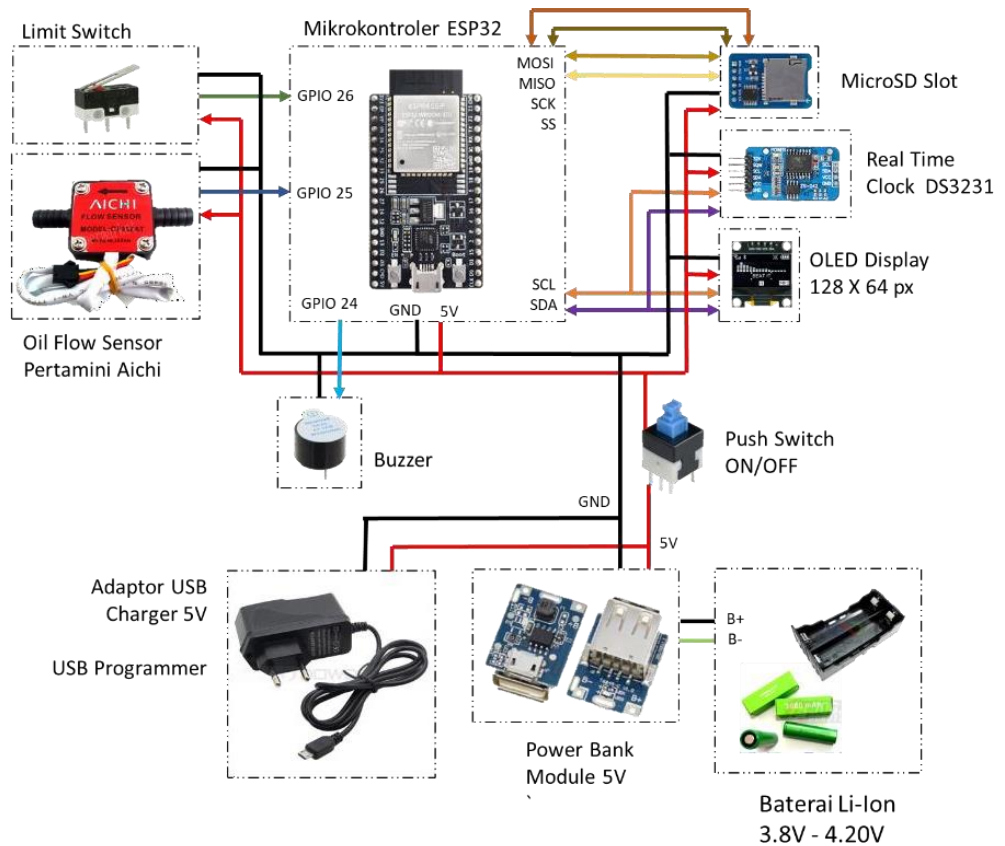 Limit Switch
Mikrokontroler ESP32
MOSI
MISO
SCK
SS
MicroSD Slot
GPIO 26
GPIO 25
Real Time
Clock DS3231
AICHI
FLOW SENSOR
OLED Display
128 X 64 px
SCL
SDA
GPIO 24
GND
5V
Oil Flow Sensor
Pertamini Aichi
Buzzer
Push Switch
ON/OFF
GND
5V
Adaptor USB
Charger 5V
USB Programmer
B+
B-
B-
B+
Power Bank
Module 5V
Baterai Li-Ion
3.8V - 4.20V